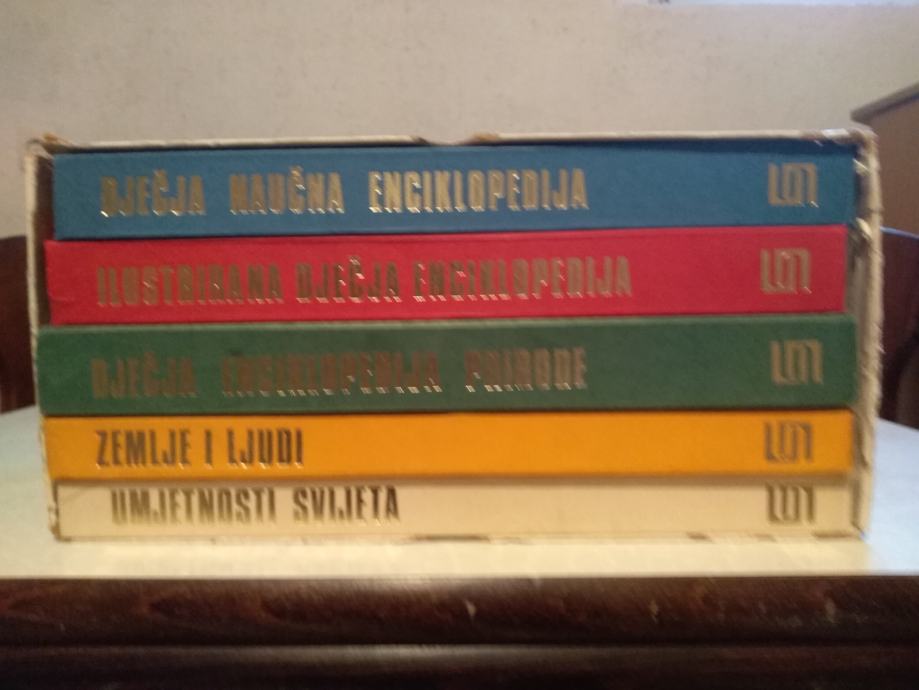 DJEČJA NAUČNA ENCIKLOPEDIJA
ILUSTRIRANA DJEČJA ENCIKLOPEDIJA
DJEČJA ENCIKLOPEDIJA PRIRODE
ZEMLJE I LJUDI
UMJETNOSTI SVIJETA